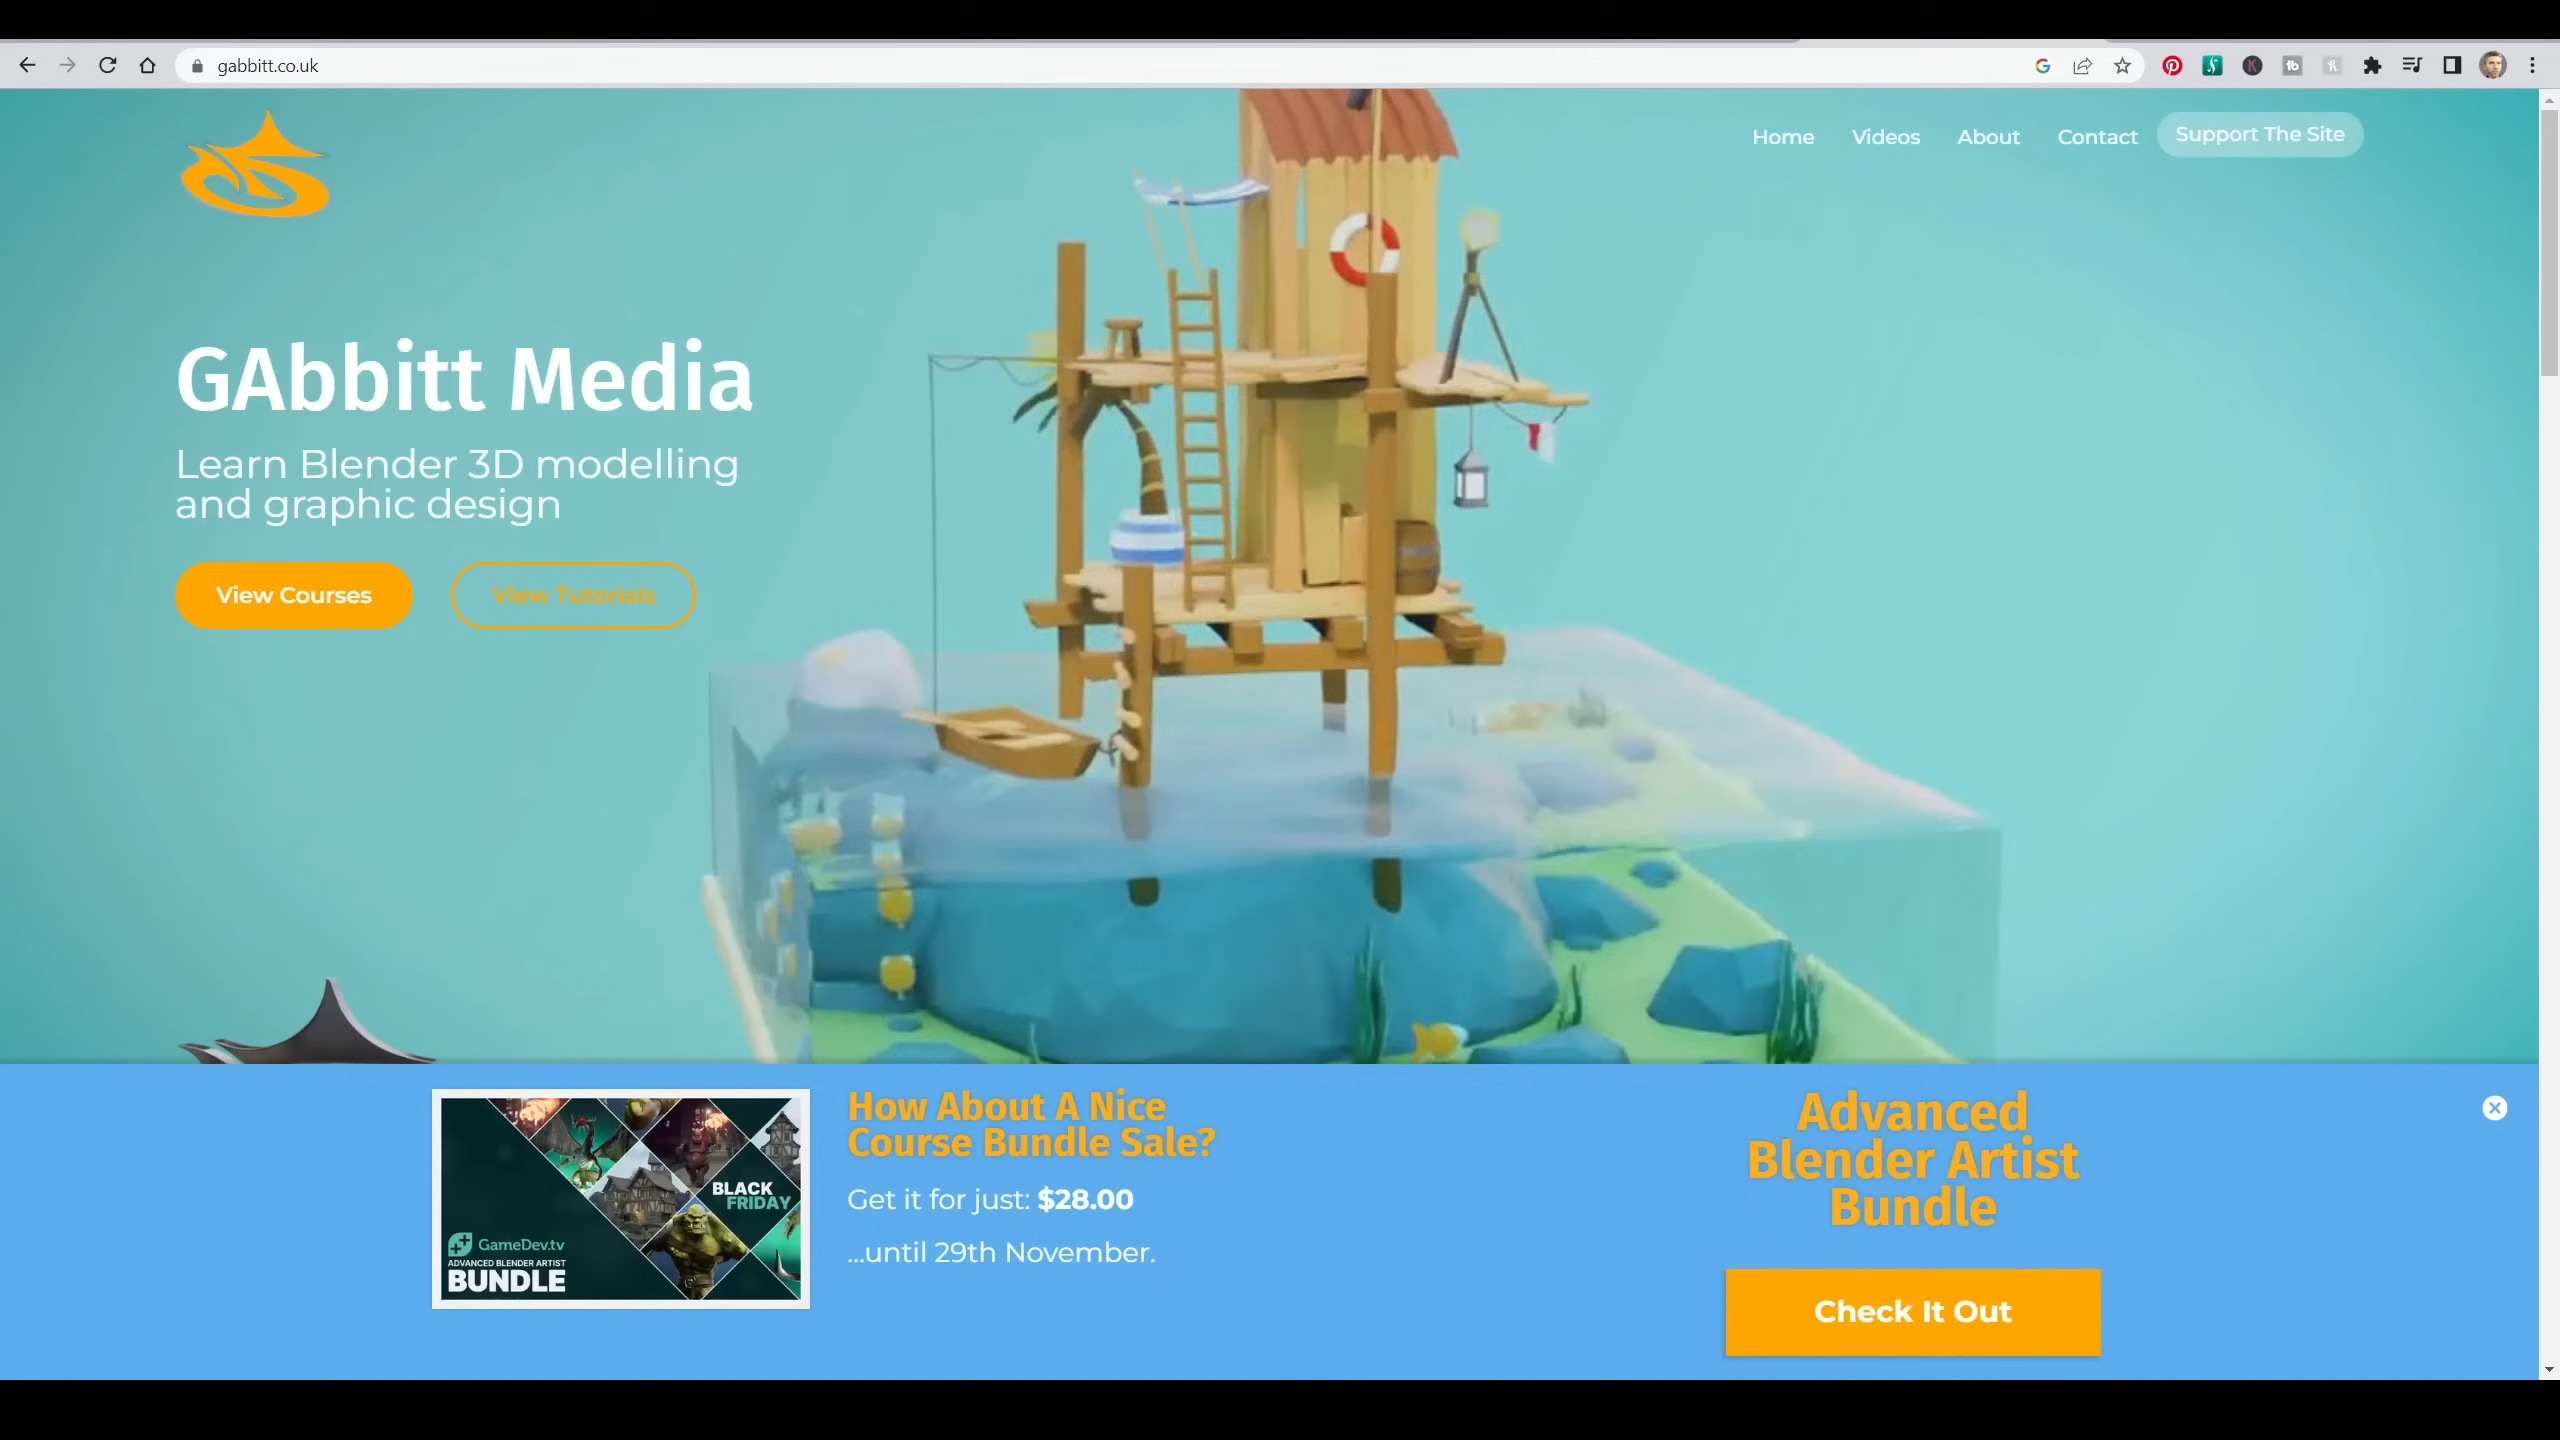 gabbitt.co.uk
Home Videos About Contact Support The Site
GAbbitt Media
Learn Blender 3D modelling
and graphic design
View Courses View Tutorials
BLACK
FRIDAY
GameDev.tv
ADVANCED BLENDER ARTIST
BUNDLE
How About A Nice
Course Bundle Sale?
Get it for just: $28.00
...until 29th November.
Advanced
Blender Artist
Bundle
Check It Out